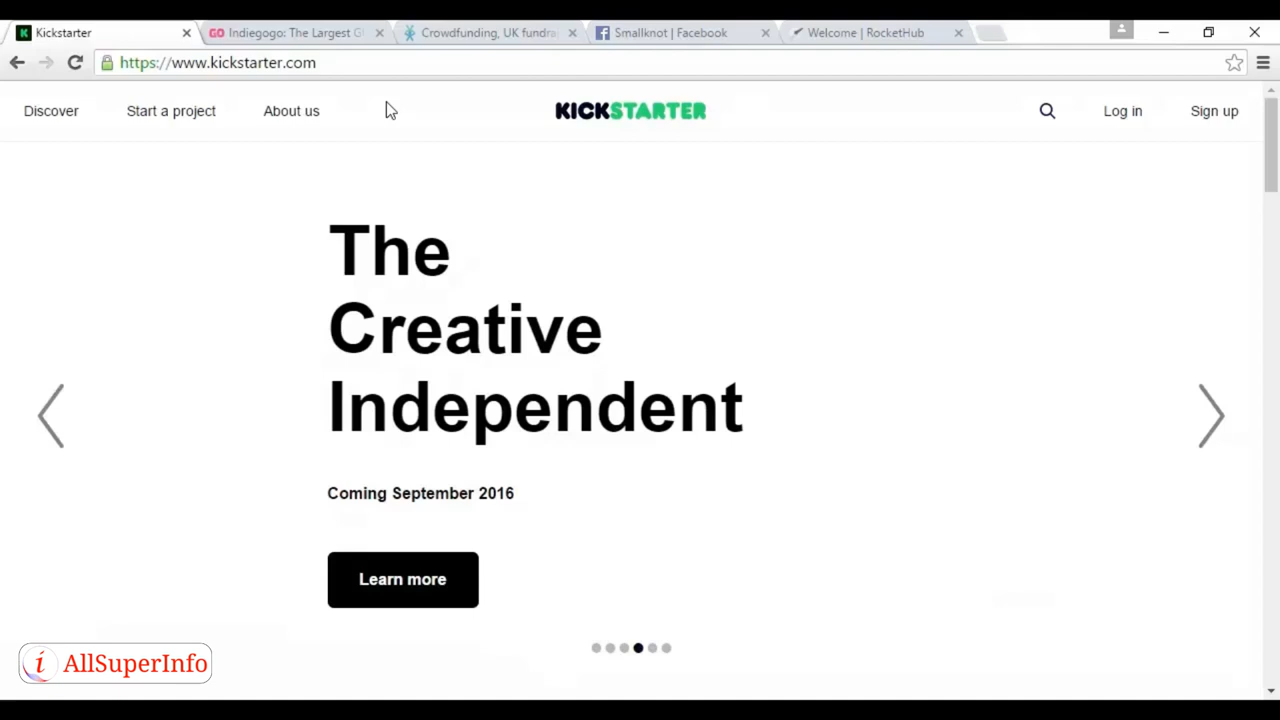 Kickstarter
GO Indiegogo: The Largest G
Crowdfunding, UK fundra
Smallknot | Facebook
Welcome | RocketHub
https://www.kickstarter.com
Discover
Start a project
About us
KICKSTARTER
Log in
Sign up
The
Creative
Independent
Coming September 2016
Learn more
i AllSuperInfo